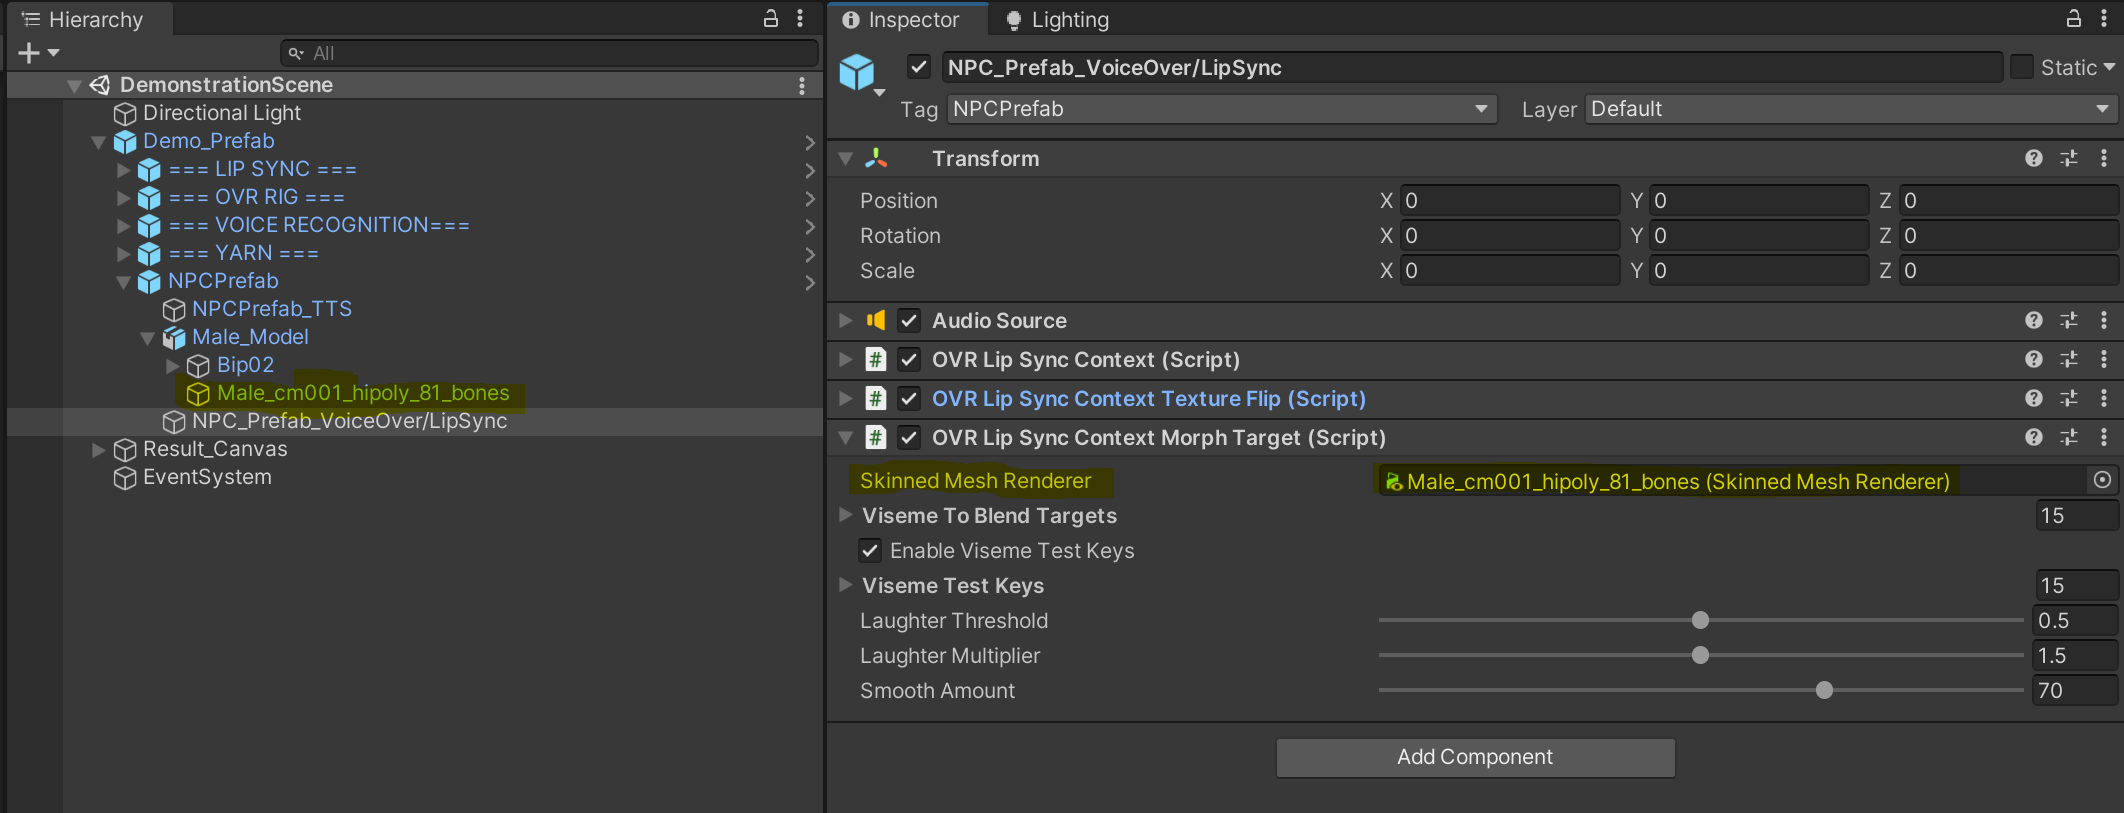 Hierarchy
All
DemonstrationScene
Directional Light
Demo_Prefab
=== LIP SYNC ===
=== OVR RIG ===
=== VOICE RECOGNITION===
=== YARN ===
NPCPrefab
NPCPrefab_TTS
Male_Model
Bip02
Male_cm001_hipoly_81_bones
NPC_Prefab_VoiceOver/LipSync
Result_Canvas
EventSystem
Inspector
Lighting
NPC_Prefab_VoiceOver/LipSync
Static
Tag NPCPrefab Layer Default
Transform
Position X 0 Y 0 Z 0
Rotation X 0 Y 0 Z 0
Scale X 0 Y 0 Z 0
Audio Source
# OVR Lip Sync Context (Script)
# OVR Lip Sync Context Texture Flip (Script)
# OVR Lip Sync Context Morph Target (Script)
Skinned Mesh Renderer Male_cm001_hipoly_81_bones (Skinned Mesh Renderer)
Viseme To Blend Targets 15
Enable Viseme Test Keys
Viseme Test Keys 15
Laughter Threshold 0.5
Laughter Multiplier 1.5
Smooth Amount 70
Add Component